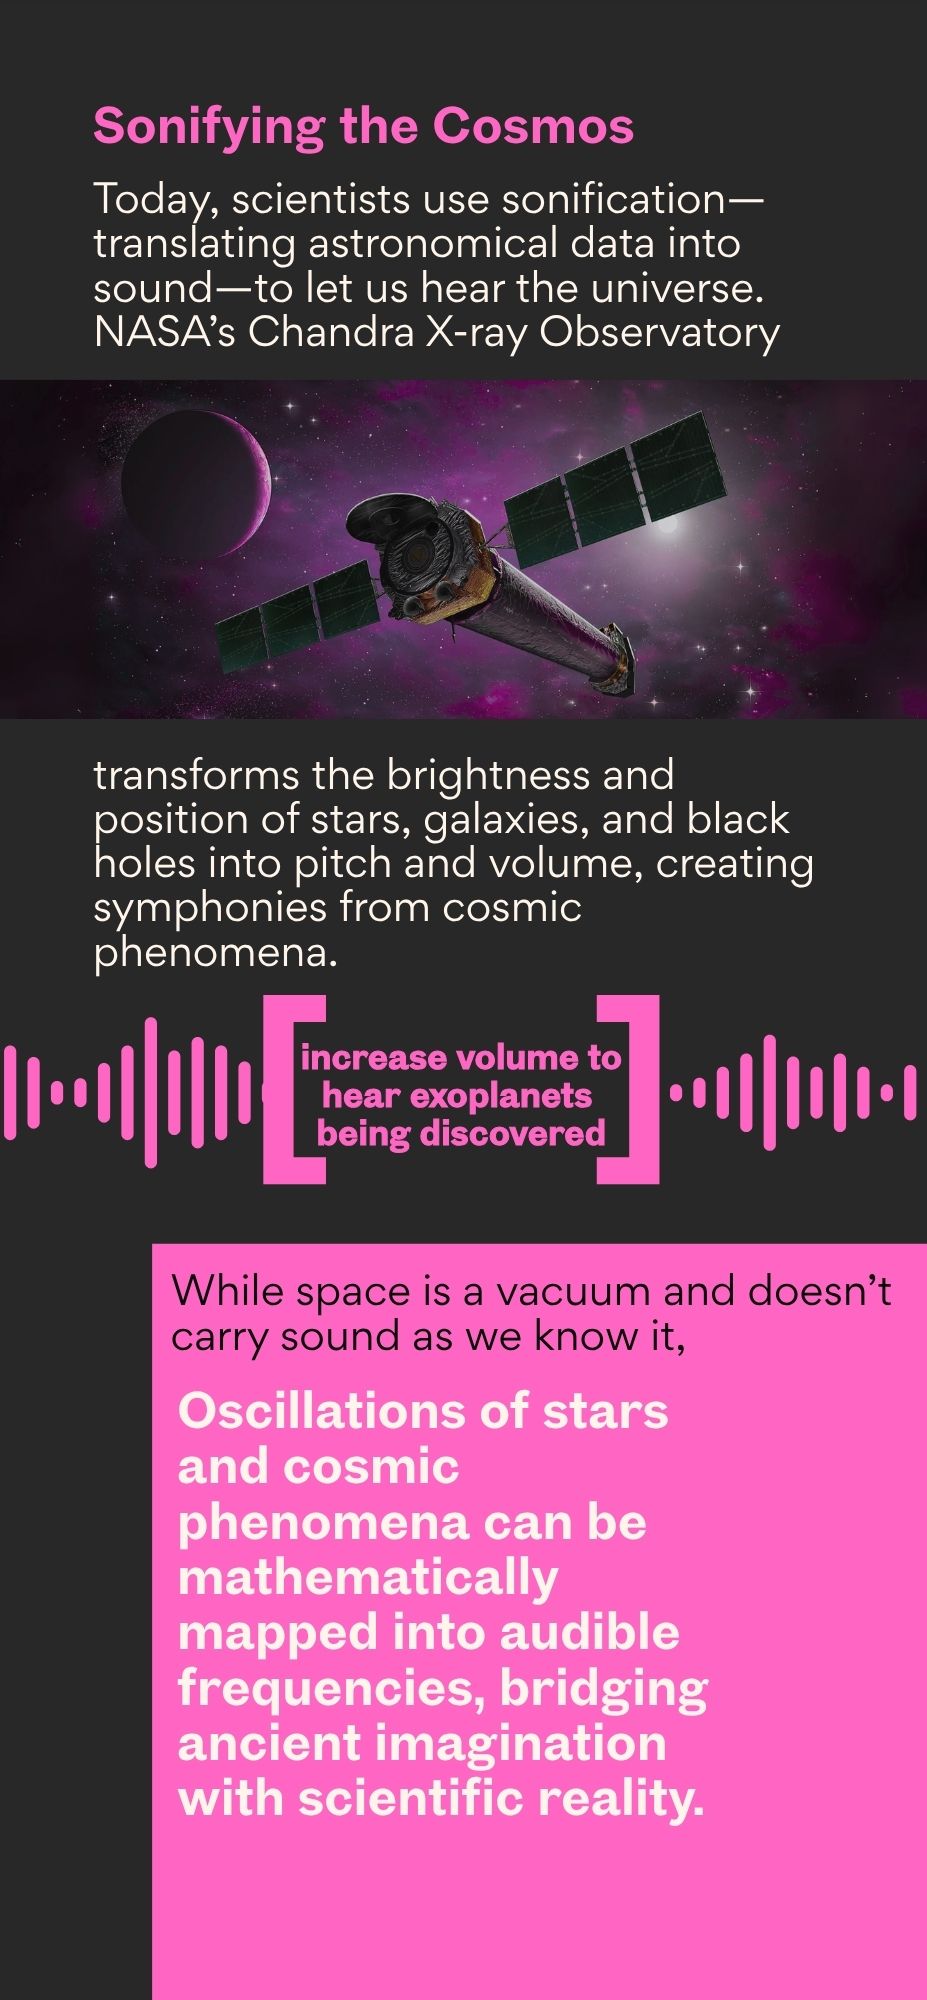 Sonifying the Cosmos
Today, scientists use sonification—
translating astronomical data into
sound—to let us hear the universe.
NASA’s Chandra X-ray Observatory
transforms the brightness and
position of stars, galaxies, and black
holes into pitch and volume, creating
symphonies from cosmic
phenomena.
increase volume to
hear exoplanets
being discovered
While space is a vacuum and doesn’t
carry sound as we know it,
Oscillations of stars
and cosmic
phenomena can be
mathematically
mapped into audible
frequencies, bridging
ancient imagination
with scientific reality.